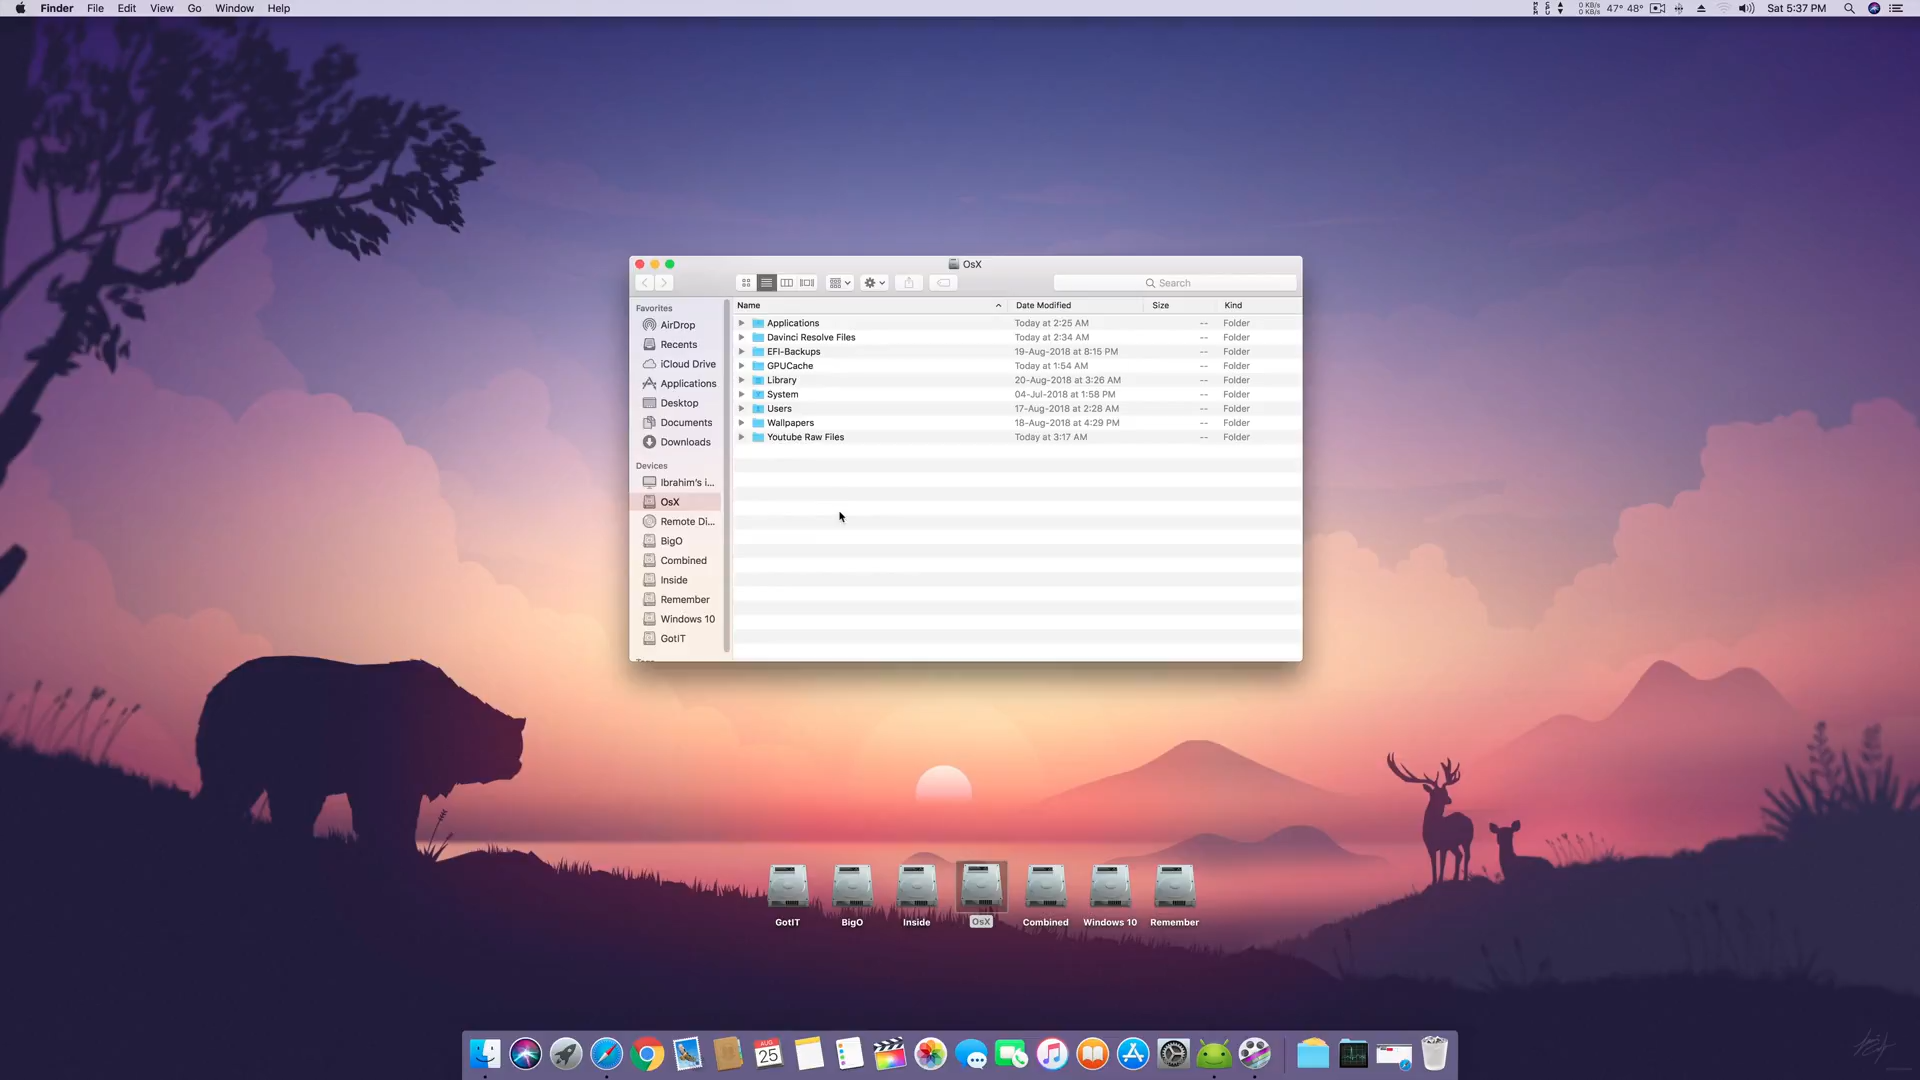 Finder File Edit View Go Window Help
0 KB/s
0 KB/s
47° 48°
Sat 5:37 PM
OsX
Search
Name Date Modified Size Kind
Favorites
AirDrop
Recents
iCloud Drive
Applications
Desktop
Documents
Downloads
Devices
Ibrahim's i...
OsX
Remote Di...
BigO
Combined
Inside
Remember
Windows 10
GotIT
Applications Today at 2:25 AM -- Folder
Davinci Resolve Files Today at 2:34 AM -- Folder
EFI-Backups 19-Aug-2018 at 8:15 PM -- Folder
GPUCache Today at 1:54 AM -- Folder
Library 20-Aug-2018 at 3:26 AM -- Folder
System 04-Jul-2018 at 1:58 PM -- Folder
Users 17-Aug-2018 at 2:28 AM -- Folder
Wallpapers 18-Aug-2018 at 4:29 PM -- Folder
Youtube Raw Files Today at 3:17 AM -- Folder
GotIT BigO Inside OsX Combined Windows 10 Remember
AUG
25